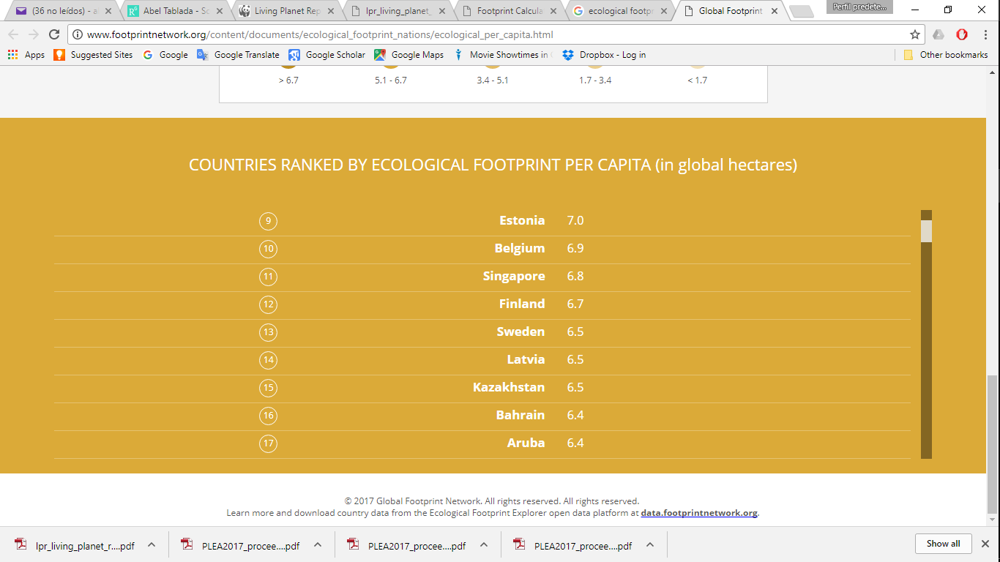 (36 no leídos) - a
Abel Tablada - Sc
Living Planet Rep
lpr_living_planet_
Footprint Calcula
ecological footpr
Global Footprint
Perfil predete...
www.footprintnetwork.org/content/documents/ecological_footprint_nations/ecological_per_capita.html
Apps Suggested Sites Google Google Translate Google Scholar Google Maps Movie Showtimes in Dropbox - Log in Other bookmarks
> 6.7 5.1 - 6.7 3.4 - 5.1 1.7 - 3.4 < 1.7
COUNTRIES RANKED BY ECOLOGICAL FOOTPRINT PER CAPITA (in global hectares)
9 Estonia 7.0
10 Belgium 6.9
11 Singapore 6.8
12 Finland 6.7
13 Sweden 6.5
14 Latvia 6.5
15 Kazakhstan 6.5
16 Bahrain 6.4
17 Aruba 6.4
© 2017 Global Footprint Network. All rights reserved. All rights reserved.
Learn more and download country data from the Ecological Footprint Explorer open data platform at data.footprintnetwork.org.
lpr_living_planet_r....pdf PLEA2017_procee....pdf PLEA2017_procee....pdf PLEA2017_procee....pdf Show all